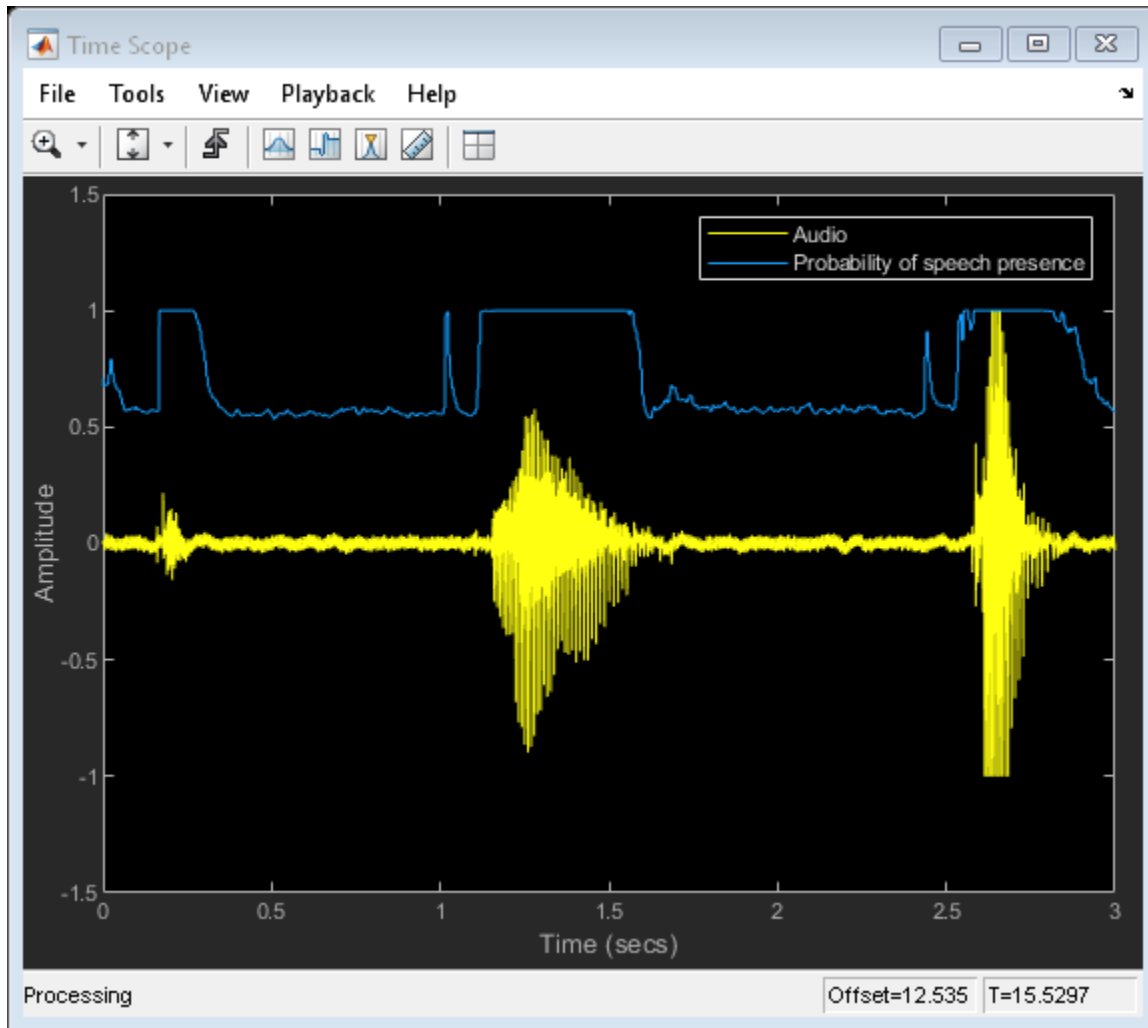 Time Scope
File Tools View Playback Help
1.5
Audio
Probability of speech presence
1
0.5
0
-0.5
-1
-1.5
Amplitude
0 0.5 1 1.5 2 2.5 3
Time (secs)
Processing Offset=12.535 T=15.5297